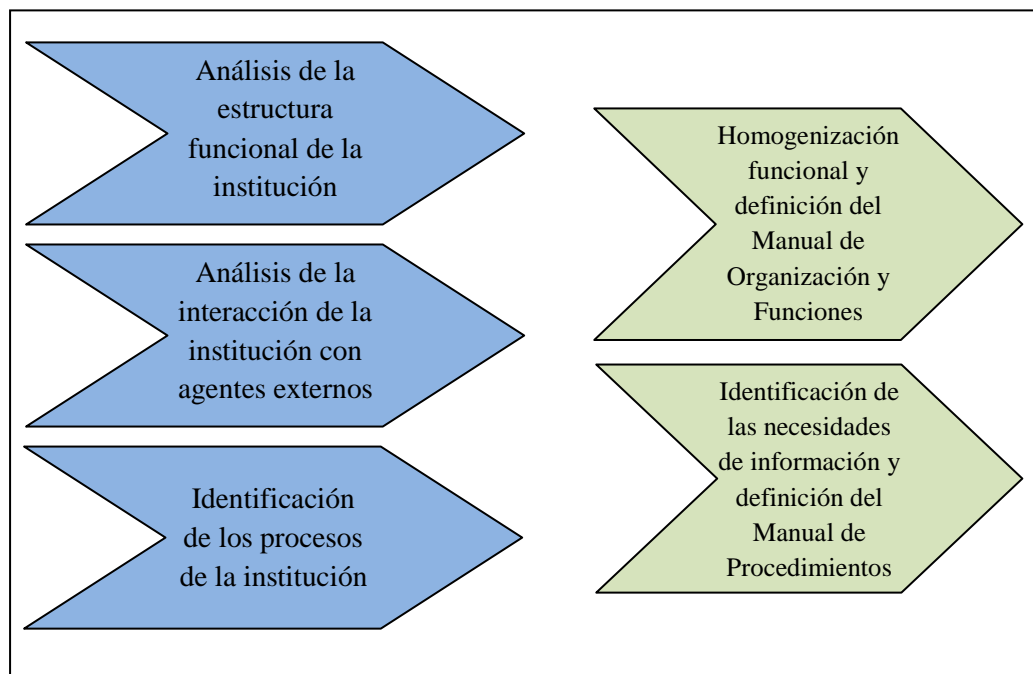 Análisis de la
estructura
funcional de la
institución
Análisis de la
interacción de la
institución con
agentes externos
Identificación
de los procesos
de la institución
Homogenización
funcional y
definición del
Manual de
Organización y
Funciones
Identificación de
las necesidades
de información y
definición del
Manual de
Procedimientos